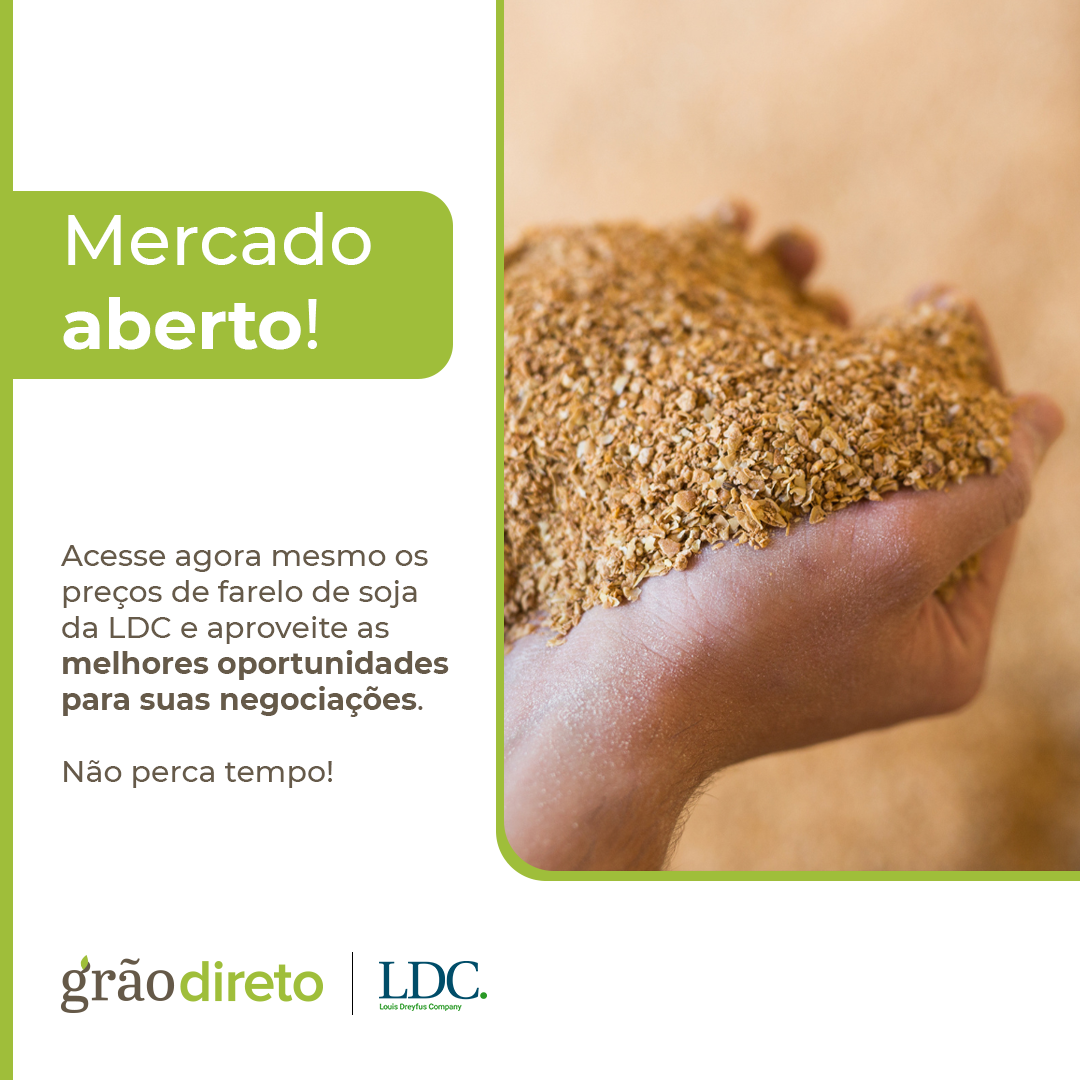 Mercado
aberto!
Acesse agora mesmo os
preços de farelo de soja
da LDC e aproveite as
melhores oportunidades
para suas negociações.
Não perca tempo!
grãodireto
LDC.
Louis Dreyfus Company